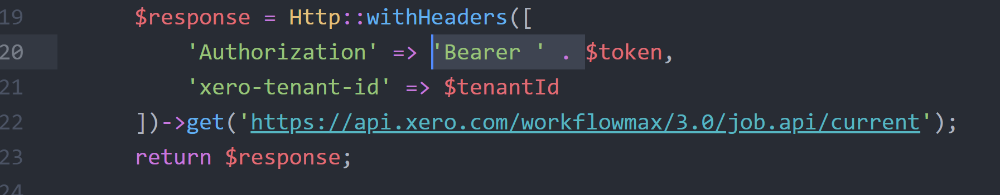 19 $response = Http::withHeaders([
20 'Authorization' => 'Bearer ' . $token,
21 'xero-tenant-id' => $tenantId
22 ])->get('https://api.xero.com/workflowmax/3.0/job.api/current');
23 return $response;
24